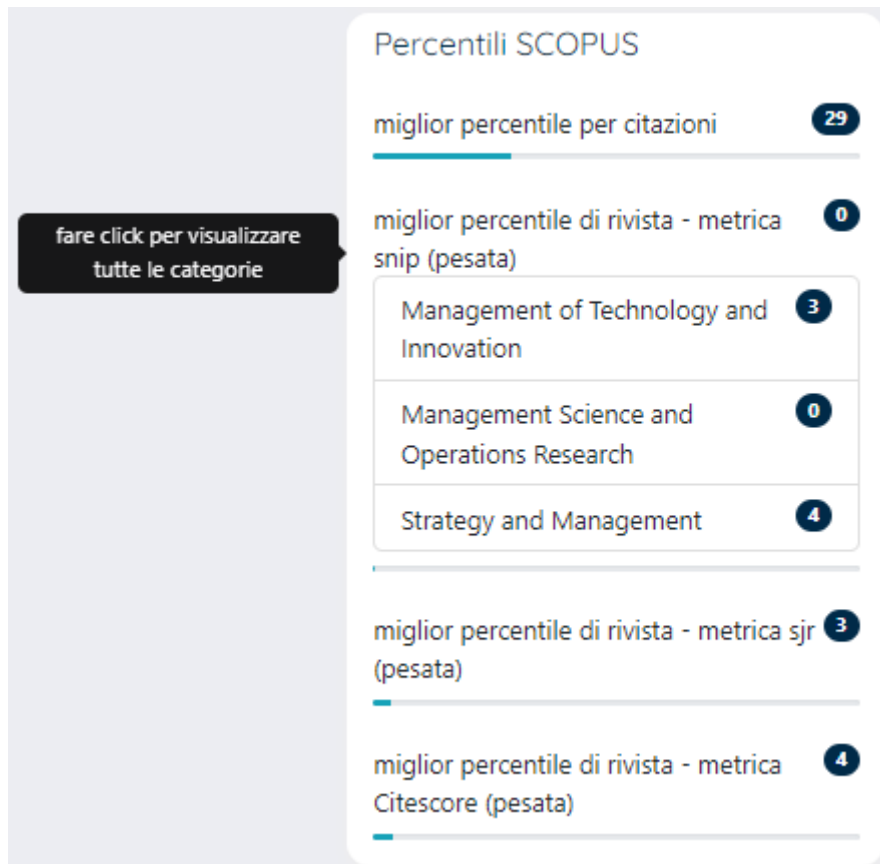 Percentili SCOPUS
miglior percentile per citazioni 29
miglior percentile di rivista - metrica 0
snip (pesata)
fare click per visualizzare
tutte le categorie
Management of Technology and 3
Innovation
Management Science and 0
Operations Research
Strategy and Management 4
miglior percentile di rivista - metrica sjr 3
(pesata)
miglior percentile di rivista - metrica 4
Citescore (pesata)